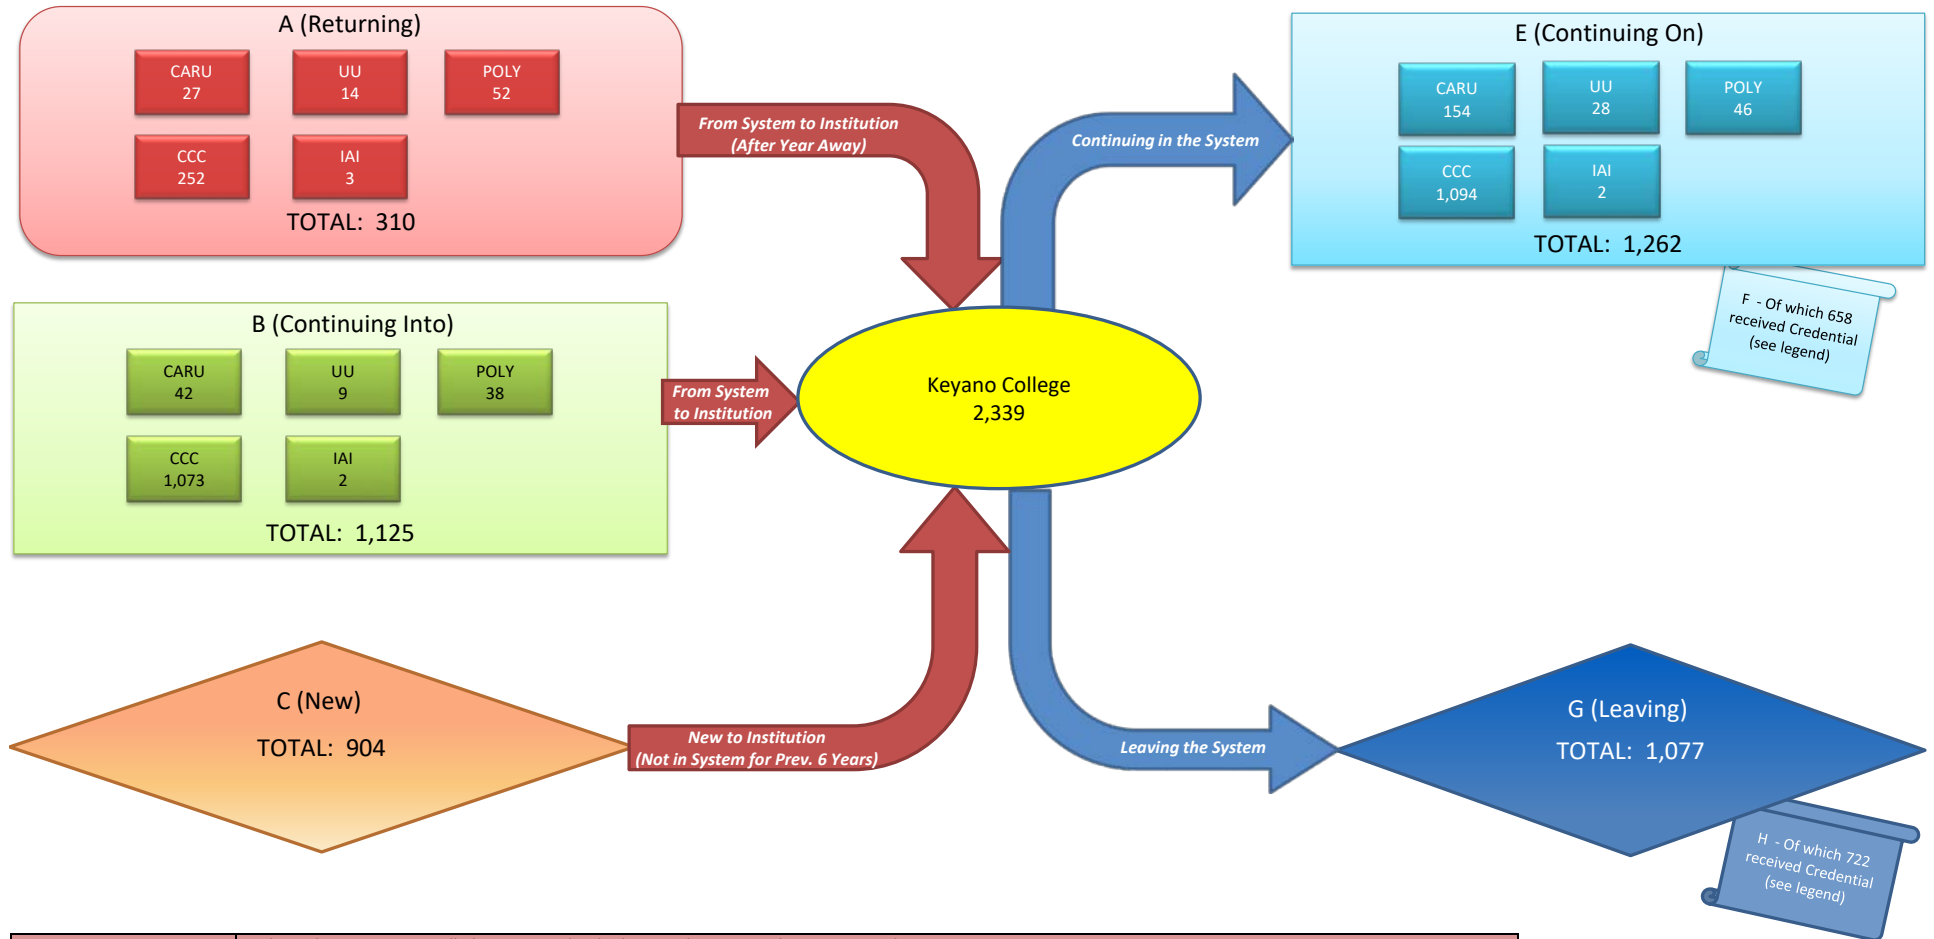 A (Returning)
CARU
27
UU
14
POLY
52
CCC
252
IAI
3
TOTAL: 310
From System to Institution
(After Year Away)
B (Continuing Into)
CARU
42
UU
9
POLY
38
CCC
1,073
IAI
2
TOTAL: 1,125
From System
to Institution
C (New)
TOTAL: 904
New to Institution
(Not in System for Prev. 6 Years)
Keyano College
2,339
Continuing in the System
E (Continuing On)
CARU
154
UU
28
POLY
46
CCC
1,094
IAI
2
TOTAL: 1,262
F - Of which 658
received Credential
(see legend)
Leaving the System
G (Leaving)
TOTAL: 1,077
H - Of which 722
received Credential
(see legend)